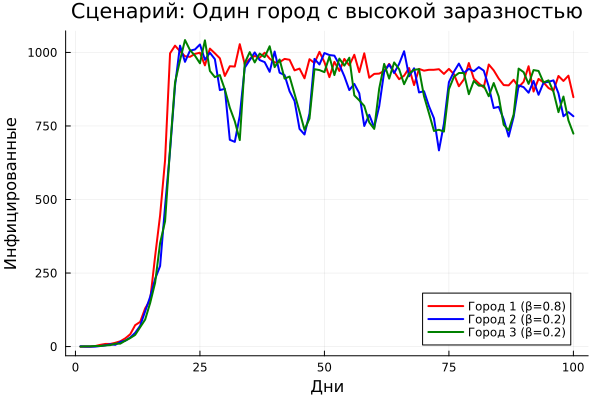 Сценарий: Один город с высокой заразностью
Инфицированные
1000
750
500
250
0
0
25
50
75
100
Дни
Город 1 (β=0.8)
Город 2 (β=0.2)
Город 3 (β=0.2)